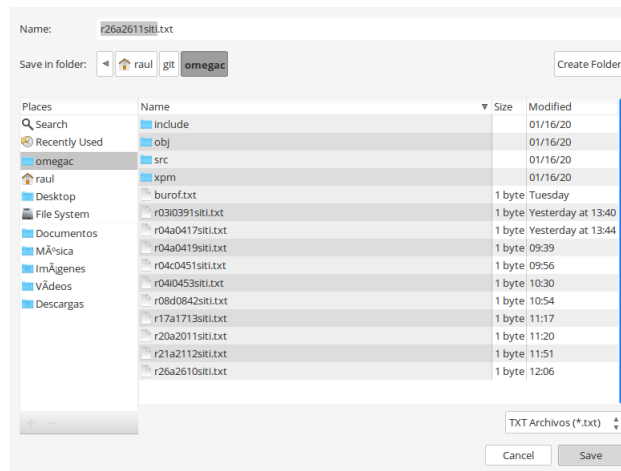 Name: r26a2611siti.txt
Save in folder: raul git omegac Create Folder
Places Name Size Modified
Search include 01/16/20
Recently Used obj 01/16/20
omegac src 01/16/20
raul xpm 01/16/20
Desktop burof.txt 1 byte Tuesday
File System r03i0391siti.txt 1 byte Yesterday at 13:40
Documentos r04a0417siti.txt 1 byte Yesterday at 13:44
MÃºsica r04a0419siti.txt 1 byte 09:39
ImÃ¡genes r04c0451siti.txt 1 byte 09:56
VÃ­deos r04i0453siti.txt 1 byte 10:30
Descargas r08d0842siti.txt 1 byte 10:54
r17a1713siti.txt 1 byte 11:17
r20a2011siti.txt 1 byte 11:20
r21a2112siti.txt 1 byte 11:51
r26a2610siti.txt 1 byte 12:06
TXT Archivos (*.txt)
Cancel Save